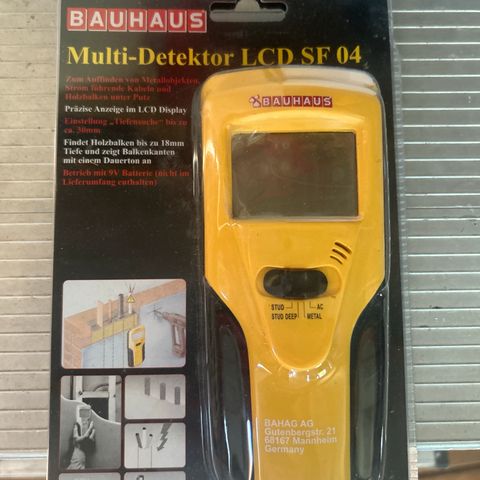 BAUHAUS
Multi-Detektor LCD SF 04
Zum Auffinden von Metallobjekten,
Strom führende Kabeln und
Holzbalken unter Putz
Präzise Anzeige im LCD Display
Einstellung „Tiefensuche" bis zu
ca. 30mm
Findet Holzbalken bis zu 18mm
Tiefe und zeigt Balkenkanten
mit einem Dauerton an
Betrieb mit 9V Batterie (nicht im
Lieferumfang enthalten)
BAUHAUS
STUD AC
STUD DEEP METAL
BAHAG AG
Gutenbergstr. 21
68167 Mannheim
Germany